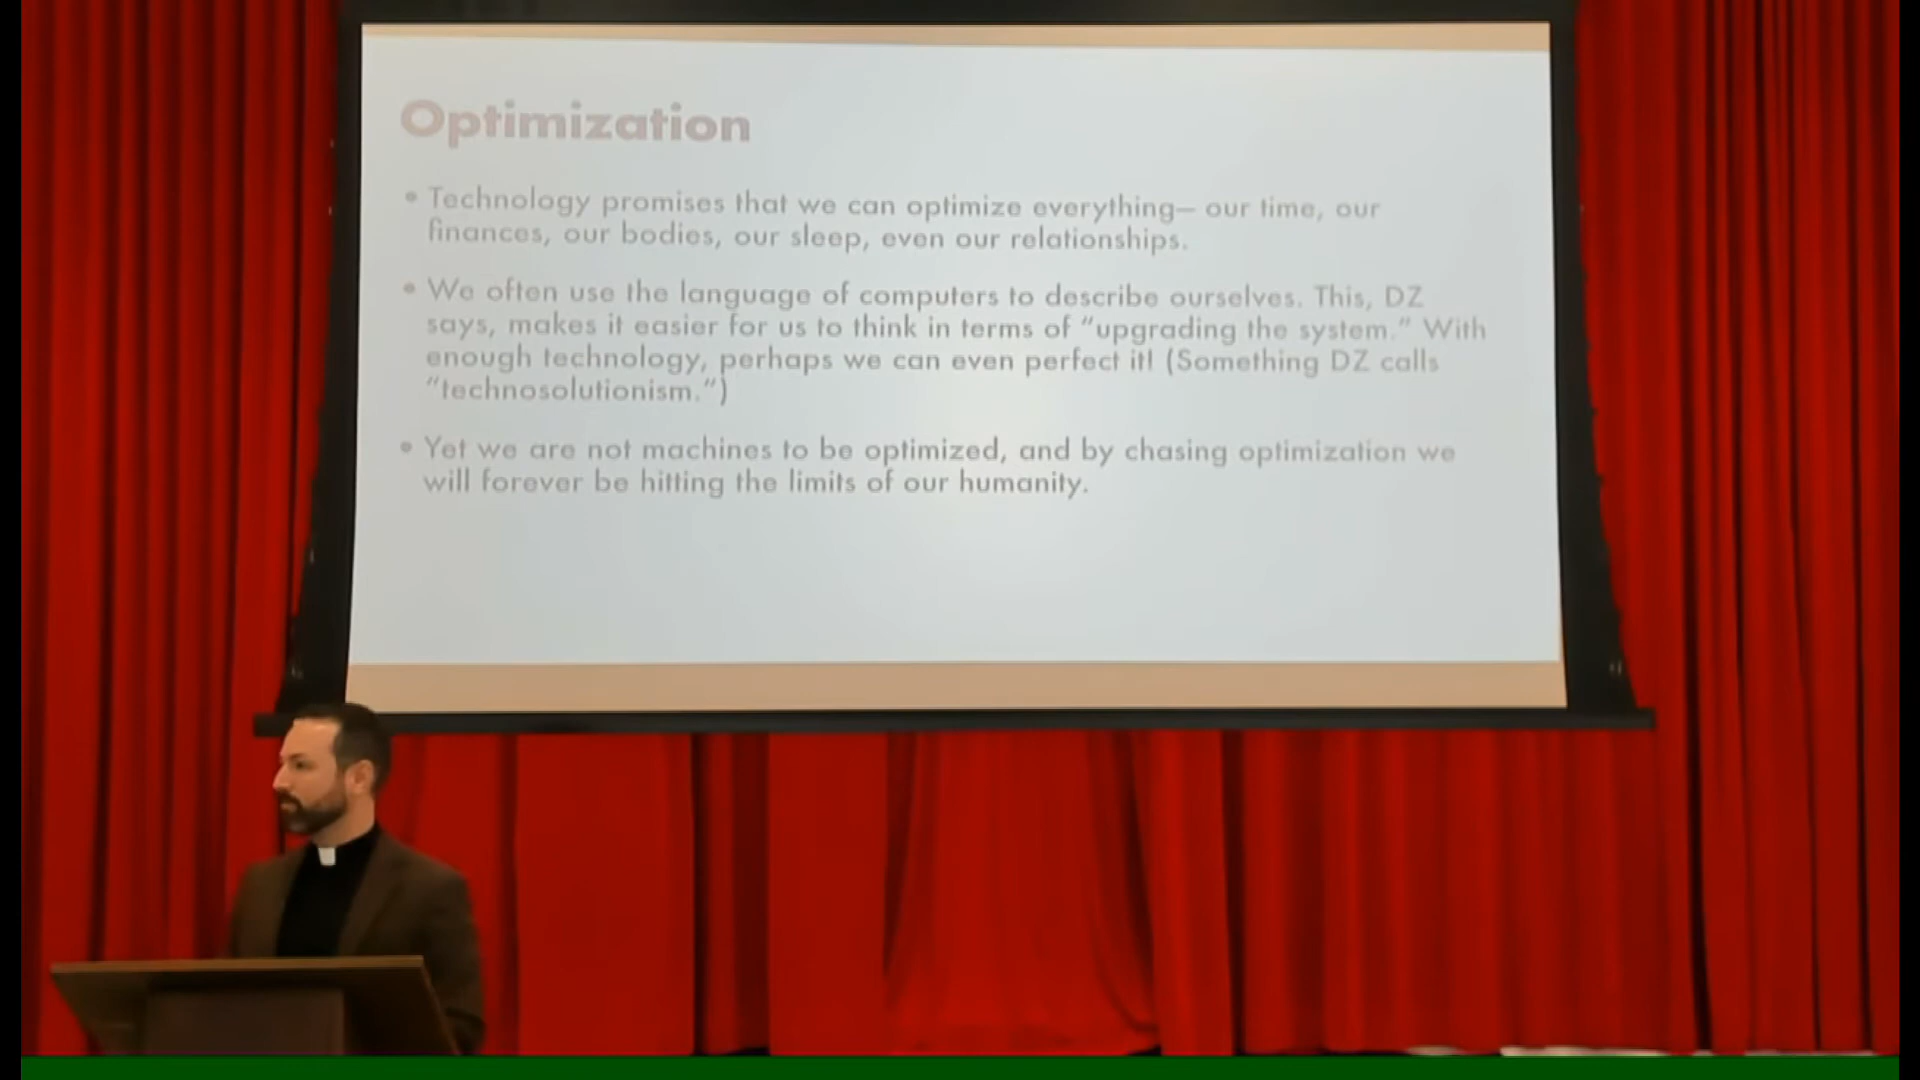 Optimization
• Technology promises that we can optimize everything— our time, our
finances, our bodies, our sleep, even our relationships.
• We often use the language of computers to describe ourselves. This, DZ
says, makes it easier for us to think in terms of “upgrading the system.” With
enough technology, perhaps we can even perfect it! (Something DZ calls
“technosolutionism.”)
• Yet we are not machines to be optimized, and by chasing optimization we
will forever be hitting the limits of our humanity.